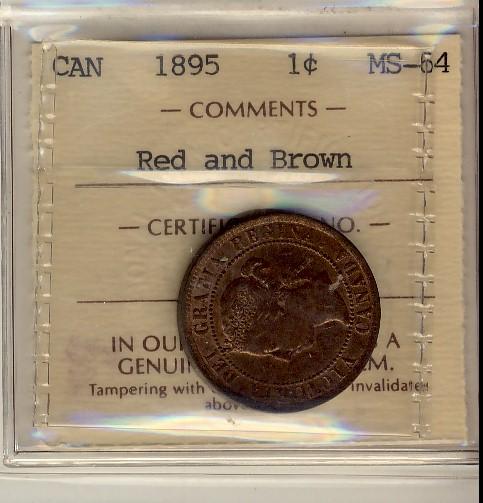 CAN 1895 1¢ MS-64
— COMMENTS —
Red and Brown
— CERTIFI NO. —
IN OU A
GENUI M.
Tampering with invalidates
abov
VICTORIA DEI GRATIA REGINA. CANADA